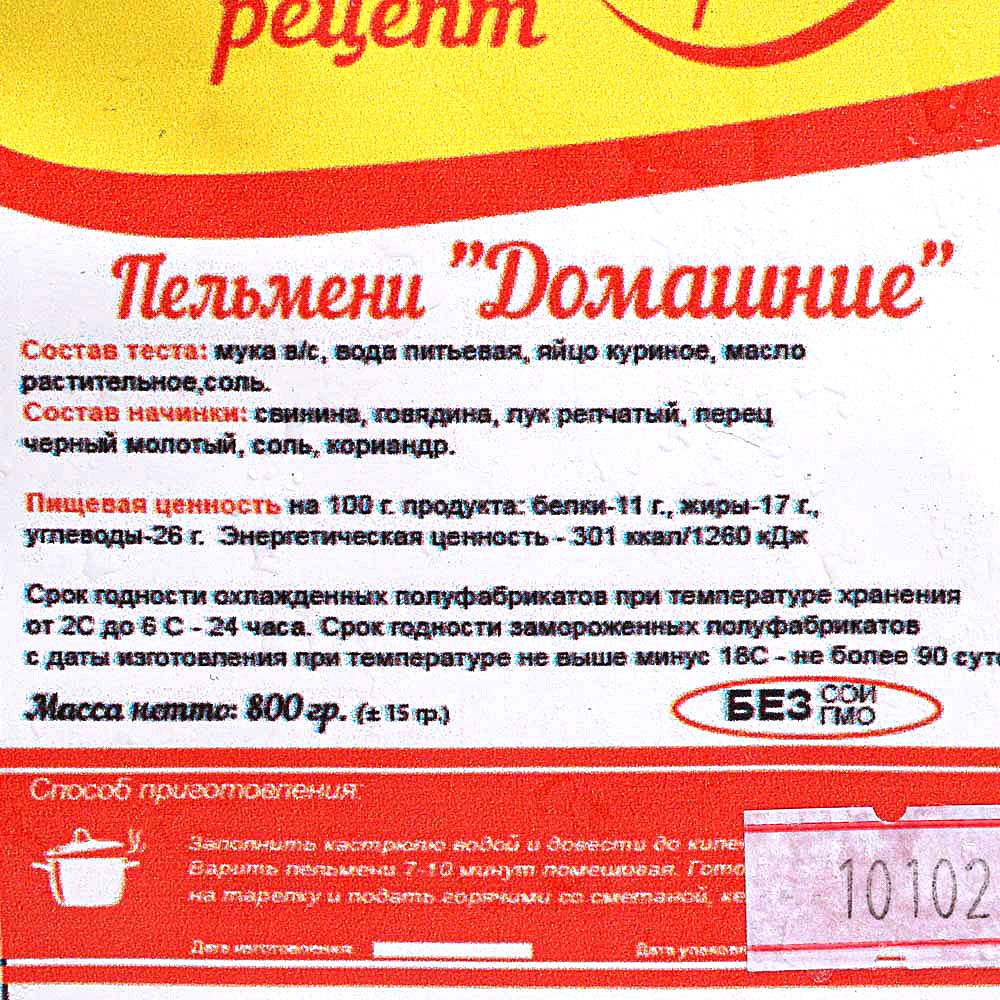 рецепт
Пельмени "Домашние"
Состав теста: мука в/с, вода питьевая, яйцо куриное, масло
растительное,соль.
Состав начинки: свинина, говядина, лук репчатый, перец
черный молотый, соль, кориандр.
Пищевая ценность на 100 г. продукта: белки-11 г., жиры-17 г.,
углеводы-26 г. Энергетическая ценность - 301 ккал/1260 кДж
Срок годности охлажденных полуфабрикатов при температуре хранения
от 2С до 6 С - 24 часа. Срок годности замороженных полуфабрикатов
с даты изготовления при температуре не выше минус 18С - не более 90
Масса нетто: 800 гр. (± 15 гр.)
БЕЗ СОИ
ГМО
Способ приготовления:
Заполнить кастрюлю водой и довести до
Варить пельмени 7-10 минут помешивая.
на тарелку и подать горячими со сметаной,
10102
Дата изготовления
Дата